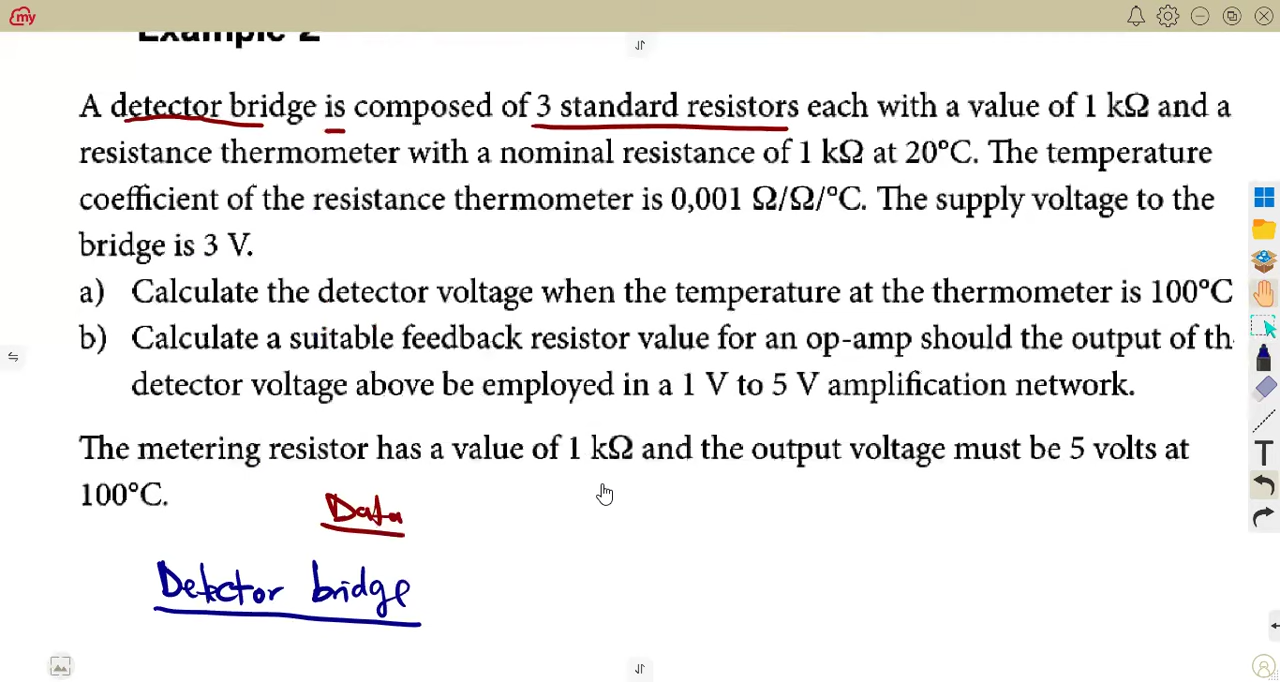 my
Example 2
A detector bridge is composed of 3 standard resistors each with a value of 1 kΩ and a
resistance thermometer with a nominal resistance of 1 kΩ at 20°C. The temperature
coefficient of the resistance thermometer is 0,001 Ω/Ω/°C. The supply voltage to the
bridge is 3 V.
a) Calculate the detector voltage when the temperature at the thermometer is 100°C
b) Calculate a suitable feedback resistor value for an op-amp should the output of th
detector voltage above be employed in a 1 V to 5 V amplification network.
The metering resistor has a value of 1 kΩ and the output voltage must be 5 volts at
100°C.
Data
Detector bridge